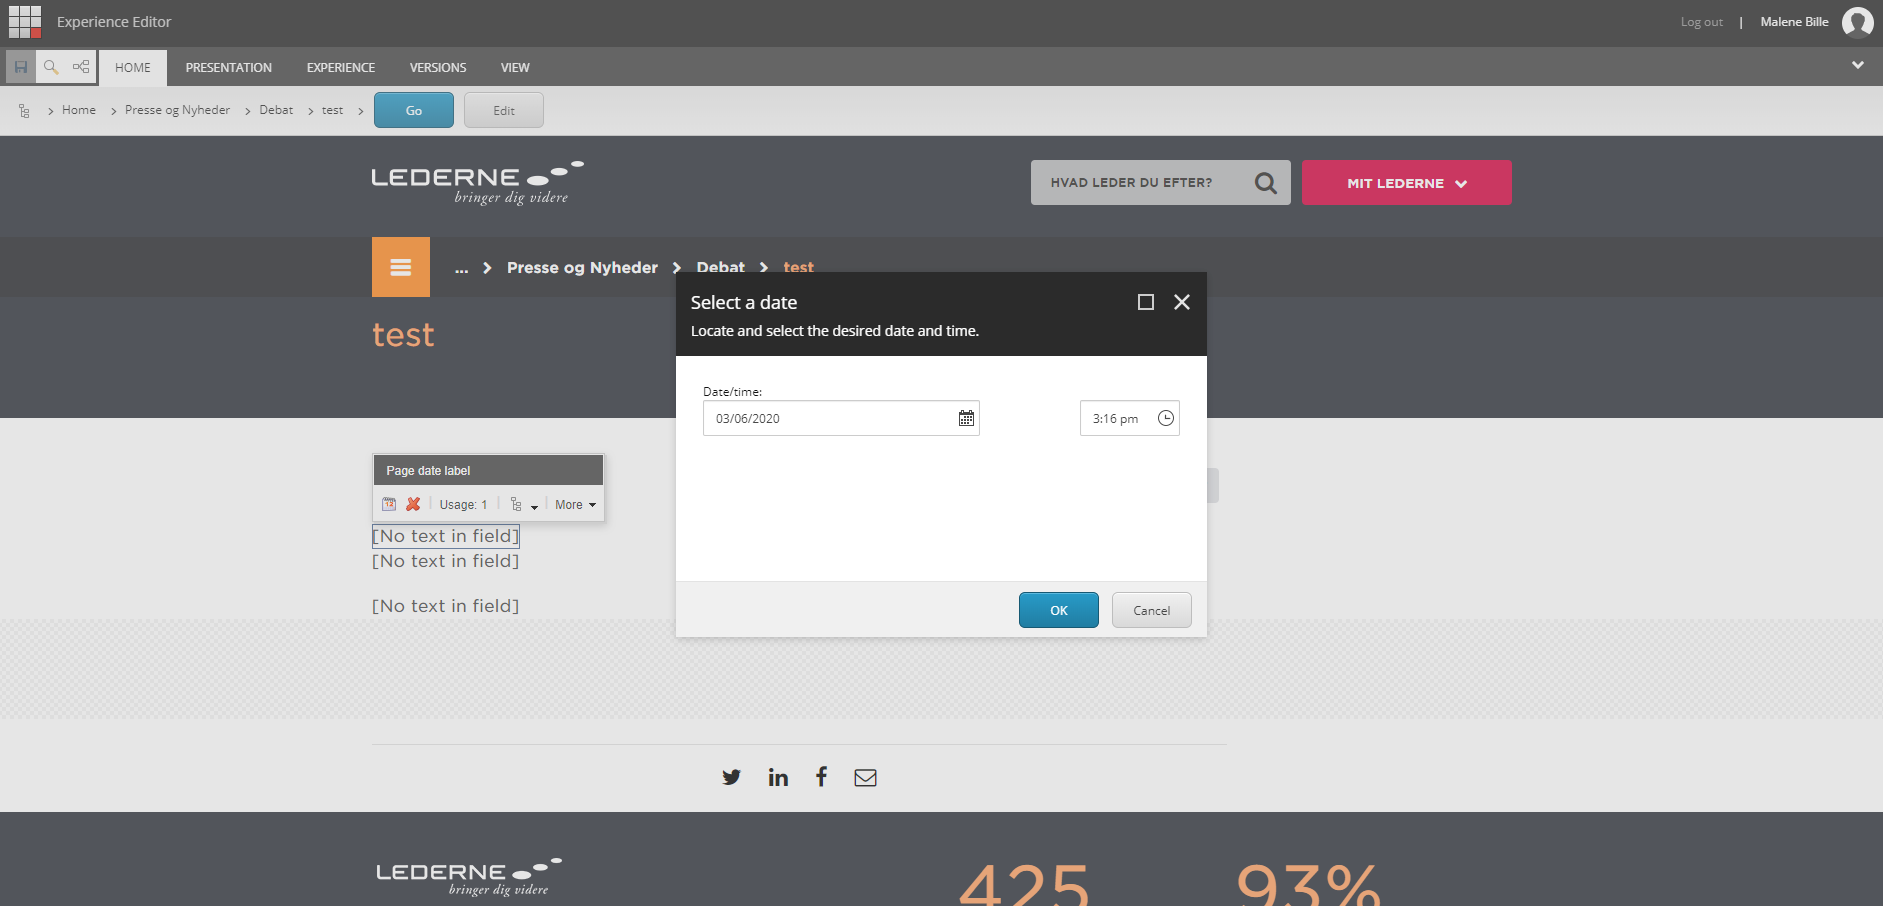 Experience Editor
Log out | Malene Bille
HOME PRESENTATION EXPERIENCE VERSIONS VIEW
Home Presse og Nyheder Debat test Go Edit
LEDERNE
bringer dig videre
HVAD LEDER DU EFTER?
MIT LEDERNE
... Presse og Nyheder Debat test
test
Select a date
Locate and select the desired date and time.
Date/time:
03/06/2020
3:16 pm
OK Cancel
Page date label
12
Usage: 1 More
[No text in field]
[No text in field]
[No text in field]
LEDERNE
bringer dig videre
425
93%